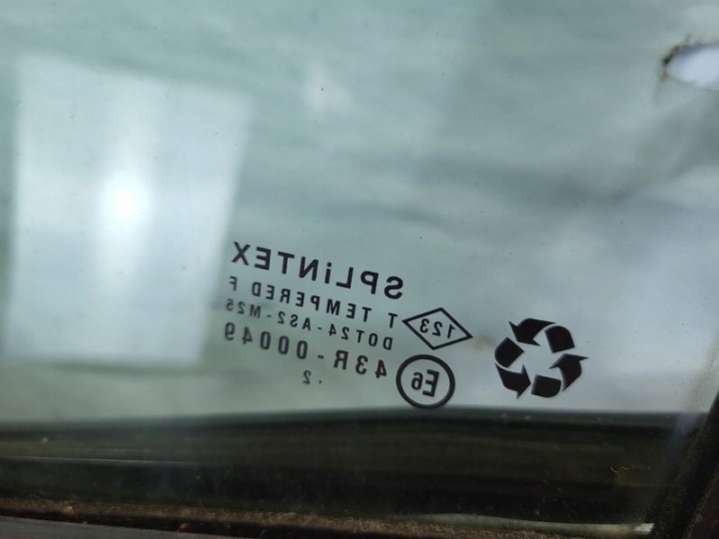 SPLiNTEX
T TEMPERED F
123
DOT24-AS2-M25
E6
43R-00049
.2